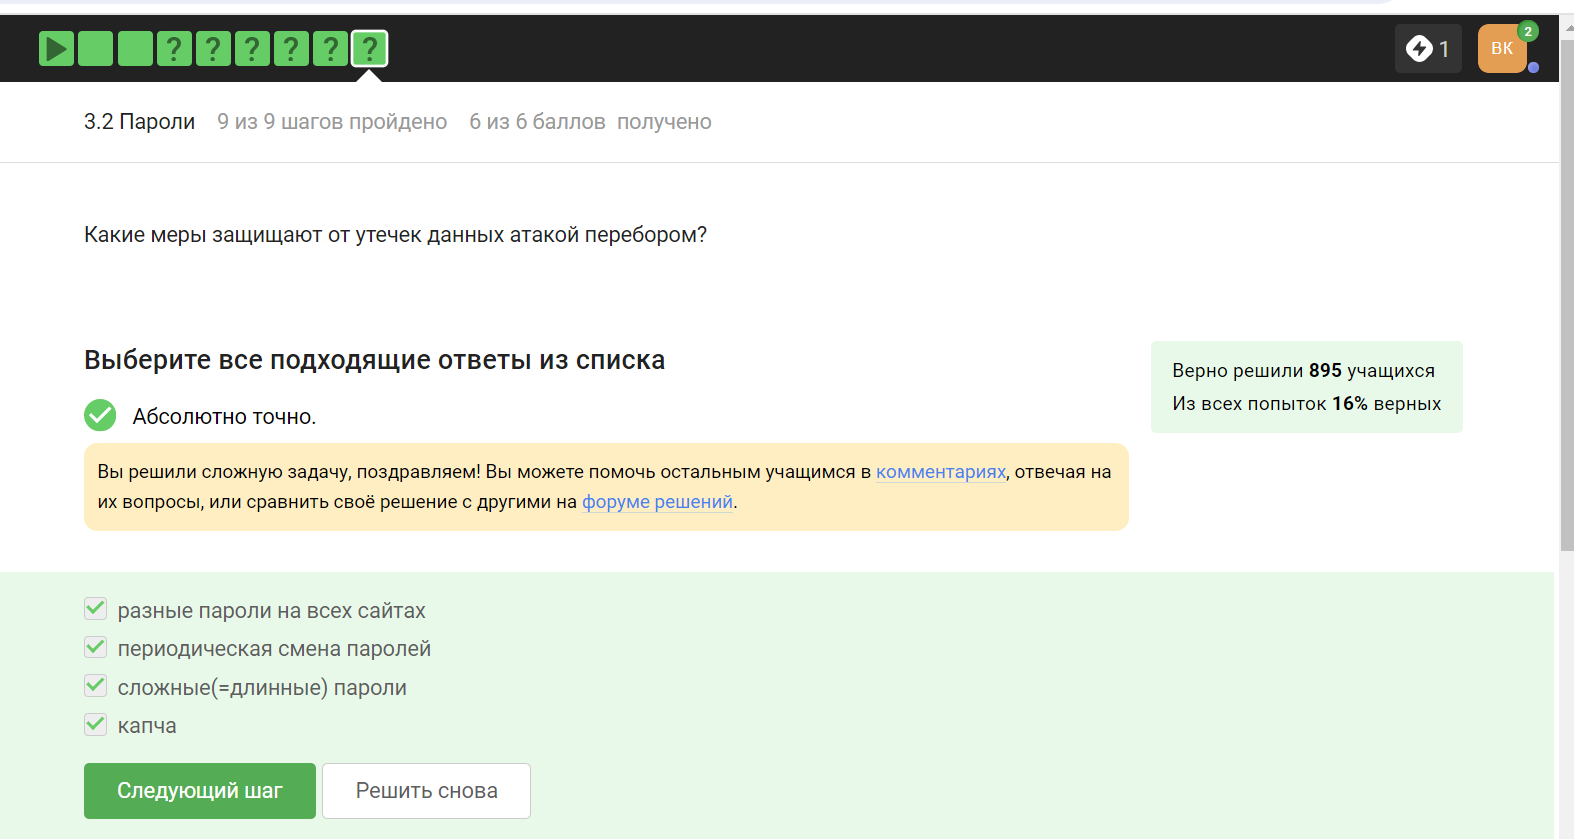 ? ? ? ? ? ?
1
ВК
2
3.2 Пароли 9 из 9 шагов пройдено 6 из 6 баллов получено
Какие меры защищают от утечек данных атакой перебором?
Выберите все подходящие ответы из списка
Верно решили 895 учащихся
Из всех попыток 16% верных
Абсолютно точно.
Вы решили сложную задачу, поздравляем! Вы можете помочь остальным учащимся в комментариях, отвечая на
их вопросы, или сравнить своё решение с другими на форуме решений.
разные пароли на всех сайтах
периодическая смена паролей
сложные(=длинные) пароли
капча
Следующий шаг
Решить снова